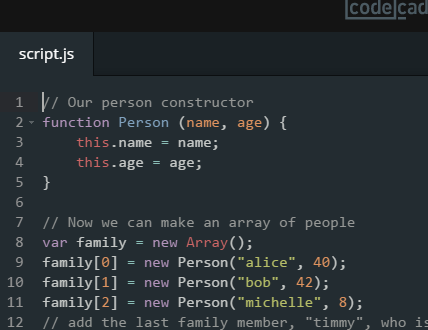 [codecad
script.js
1 // Our person constructor
2 function Person (name, age) {
3 this.name = name;
4 this.age = age;
5 }
6
7 // Now we can make an array of people
8 var family = new Array();
9 family[0] = new Person("alice", 40);
10 family[1] = new Person("bob", 42);
11 family[2] = new Person("michelle", 8);
12 // add the last family member, "timmy", who is